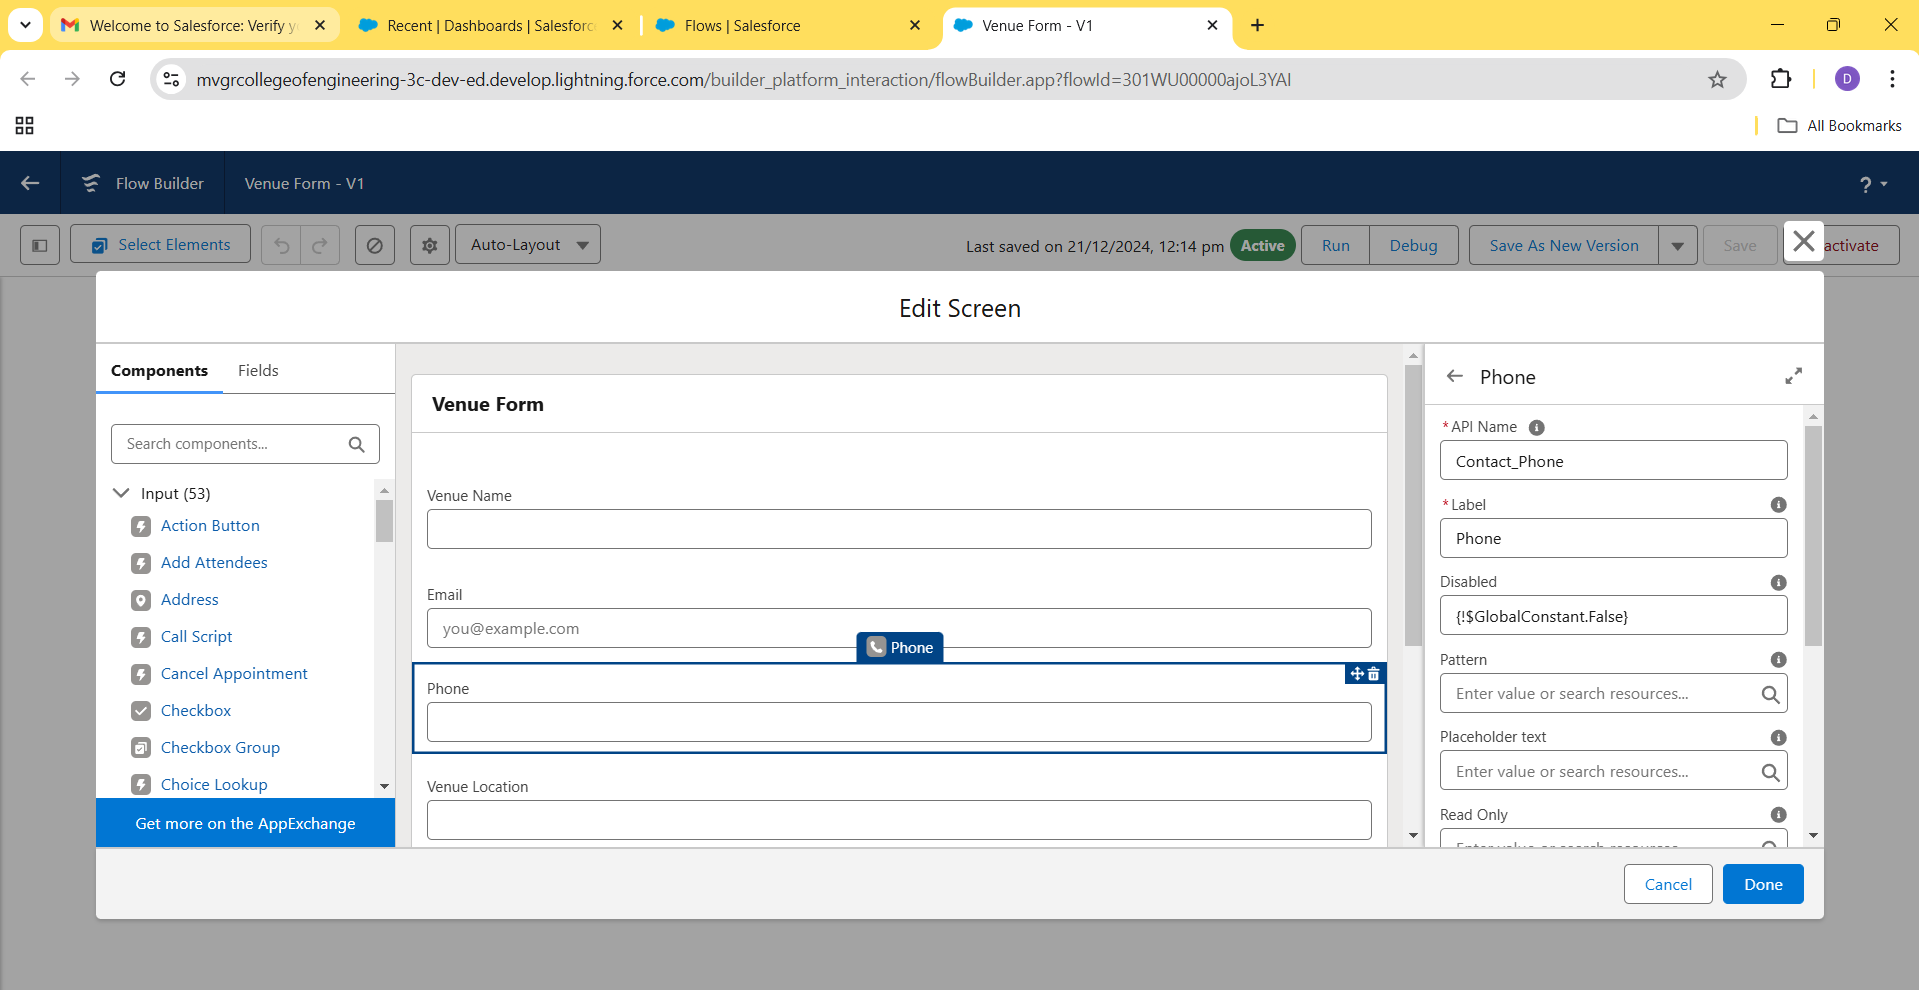 Welcome to Salesforce: Verify y
Recent | Dashboards | Salesforce
Flows | Salesforce
Venue Form - V1
mvgrcollegeofengineering-3c-dev-ed.develop.lightning.force.com/builder_platform_interaction/flowBuilder.app?flowId=301WU00000ajoL3YAI
D
All Bookmarks
Flow Builder
Venue Form - V1
?
Select Elements
Auto-Layout
Last saved on 21/12/2024, 12:14 pm
Active
Run
Debug
Save As New Version
Save
activate
Edit Screen
Components
Fields
Search components...
Input (53)
Action Button
Add Attendees
Address
Call Script
Cancel Appointment
Checkbox
Checkbox Group
Choice Lookup
Get more on the AppExchange
Venue Form
Venue Name
Email
you@example.com
Phone
Phone
Venue Location
Phone
* API Name
Contact_Phone
* Label
Phone
Disabled
{!$GlobalConstant.False}
Pattern
Enter value or search resources...
Placeholder text
Enter value or search resources...
Read Only
Enter value or search resources...
Cancel
Done